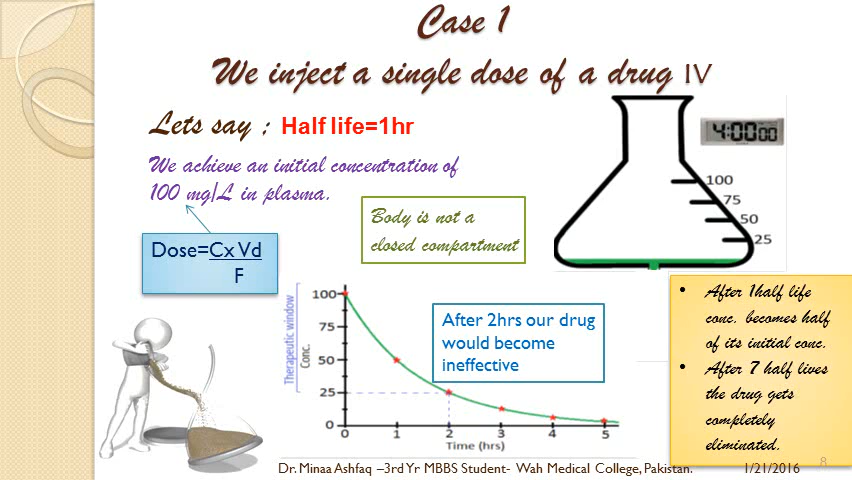 Case 1
We inject a single dose of a drug IV
Lets say ; Half life=1hr
We achieve an initial concentration of
100 mg/L in plasma.
Body is not a
closed compartment
Dose=Cx Vd
F
4:00 00
100
75
50
25
Therapeutic window
Conc.
100
75
50
25
0
0 1 2 3 4 5
Time (hrs)
After 2hrs our drug
would become
ineffective
• After 1half life
conc. becomes half
of its initial conc.
• After 7 half lives
the drug gets
completely
eliminated.
Dr. Minaa Ashfaq –3rd Yr MBBS Student- Wah Medical College, Pakistan.
1/21/2016
8